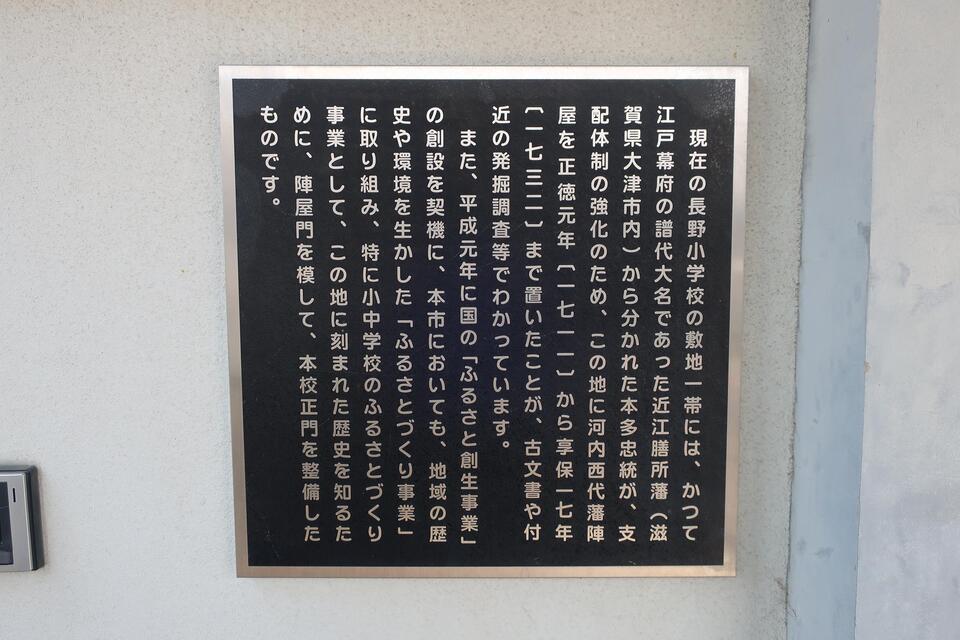 現在の長野小学校の敷地一帯には、かつて
江戸幕府の譜代大名であった近江膳所藩（滋
賀県大津市内）から分かれた本多忠統が、支
配体制の強化のため、この地に河内西代藩陣
屋を正徳元年〔一七一一〕から享保一七年
〔一七三二〕まで置いたことが、古文書や付
近の発掘調査等でわかっています。
また、平成元年に国の「ふるさと創生事業」
の創設を契機に、本市においても、地域の歴
史や環境を生かした「ふるさとづくり事業」
に取り組み、特に小中学校のふるさとづくり
事業として、この地に刻まれた歴史を知るた
めに、陣屋門を模して、本校正門を整備した
ものです。